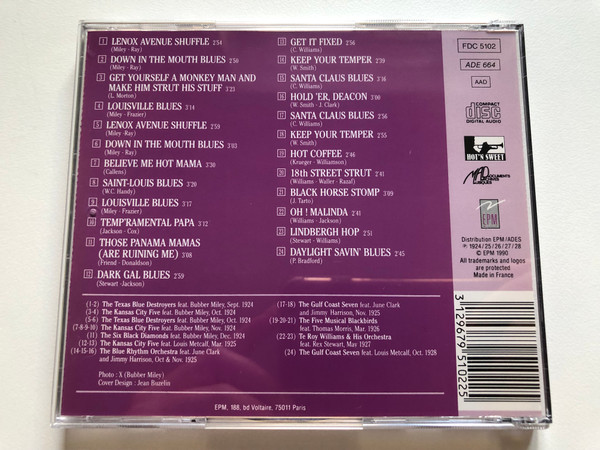 1 LENOX AVENUE SHUFFLE 2'54
(Miley - Ray)
2 DOWN IN THE MOUTH BLUES 2'50
(Miley - Ray)
3 GET YOURSELF A MONKEY MAN AND
MAKE HIM STRUT HIS STUFF 3'23
(L. Morton)
4 LOUISVILLE BLUES 3'14
(Miley - Frazier)
5 LENOX AVENUE SHUFFLE 2'59
(Miley - Ray)
6 DOWN IN THE MOUTH BLUES 3'03
(Miley - Ray)
7 BELIEVE ME HOT MAMA 3'30
(Callens)
8 SAINT-LOUIS BLUES 3'20
(W.C. Handy)
9 LOUISVILLE BLUES 3'17
(Miley - Frazier)
10 TEMP'RAMENTAL PAPA 3'12
(Jackson - Cox)
11 THOSE PANAMA MAMAS
(ARE RUINING ME) 3'08
(Friend - Donaldson)
12 DARK GAL BLUES 2'59
(Stewart - Jackson)
13 GET IT FIXED 2'56
(C. Williams)
14 KEEP YOUR TEMPER 2'39
(W. Smith)
15 SANTA CLAUS BLUES 3'16
(C. Williams)
16 HOLD 'ER, DEACON 3'00
(W. Smith - J. Clark)
17 SANTA CLAUS BLUES 2'56
(C. Williams)
18 KEEP YOUR TEMPER 2'55
(W. Smith)
19 HOT COFFEE 2'46
(Kraeger - Williamson)
20 18th STREET STRUT 2'41
(Williams - Waller - Razaf)
21 BLACK HORSE STOMP 3'09
(J. Tarto)
22 OH ! MALINDA 2'41
(Williams - Jackson)
23 LINDBERGH HOP 2'51
(Stewart - Williams)
24 DAYLIGHT SAVIN' BLUES 2'45
(P. Bradford)
(1-2) The Texas Blue Destroyers feat. Bubber Miley, Sept. 1924
(3-4) The Kansas City Five feat. Bubber Miley, Oct. 1924
(5-6) The Texas Blue Destroyers feat. Bubber Miley, Oct. 1924
(7-8-9-10) The Kansas City Five feat. Bubber Miley, Nov. 1924
(11) The Six Black Diamonds feat. Bubber Miley, Dec. 1924
(12-13) The Kansas City Five feat. Louis Metcalf, Mar. 1925
(14-15-16) The Blue Rhythm Orchestra feat. June Clark
and Jimmy Harrison, Oct & Nov. 1925
(17-18) The Gulf Coast Seven feat. June Clark
and Jimmy Harrison, Nov. 1925
(19-20-21) The Five Musical Blackbirds
feat. Thomas Morris, Mar. 1926
(22-23) Te Roy Williams & His Orchestra
feat. Rex Stewart, May 1927
(24) The Gulf Coast Seven feat. Louis Metcalf, Oct. 1928
Photo : X (Bubber Miley)
Cover Design : Jean Buzelin
EPM, 188, bd Voltaire, 75011 Paris
FDC 5102
ADE 664
AAD
COMPACT
disc
DIGITAL AUDIO
HOT'N SWEET
EPM
Distribution EPM/ADES
℗ 1924/25/26/27/28
© EPM 1990
All trademarks and logos
are protected
Made in France
3 129679 510225